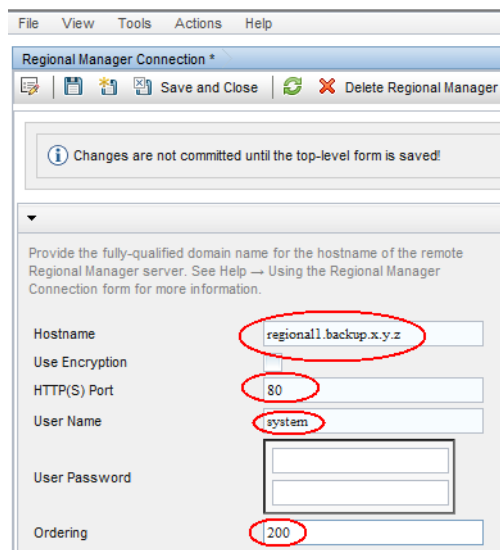 File View Tools Actions Help
Regional Manager Connection *
Save and Close Delete Regional Manager
Changes are not committed until the top-level form is saved!
Provide the fully-qualified domain name for the hostname of the remote
Regional Manager server. See Help → Using the Regional Manager
Connection form for more information.
Hostname regional1.backup.x.y.z
Use Encryption
HTTP(S) Port 80
User Name system
User Password
Ordering 200